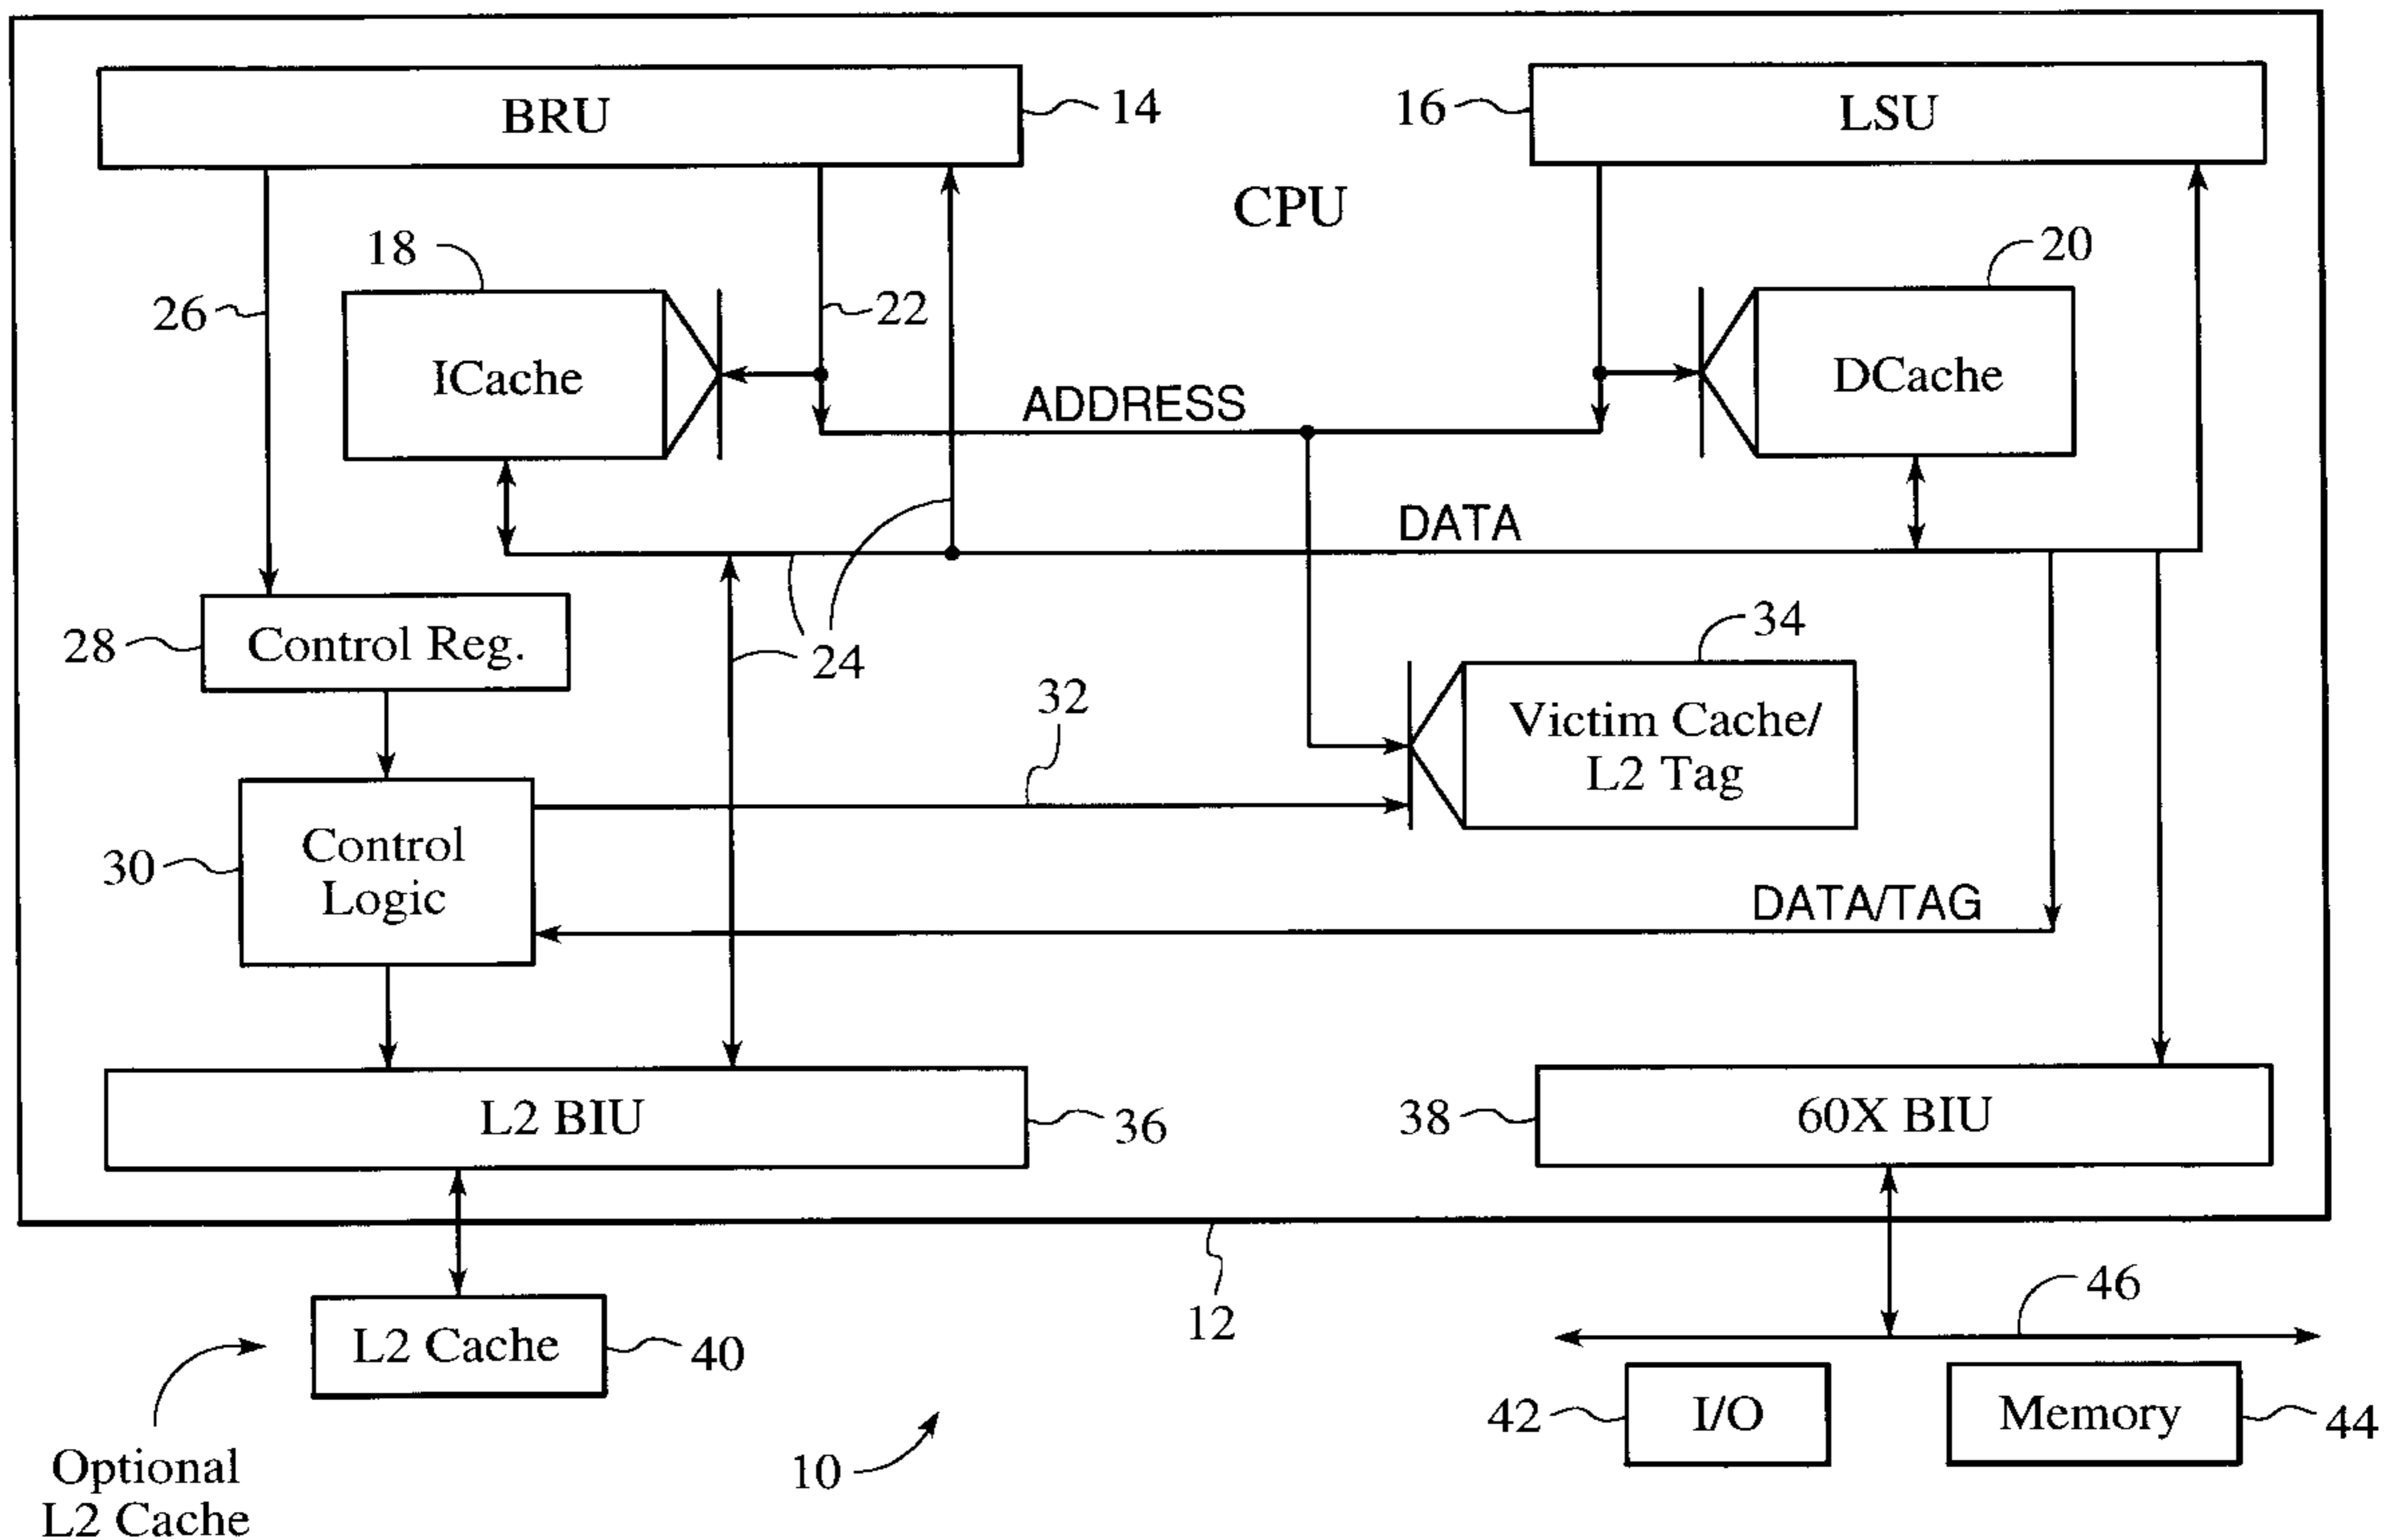 BRU
14
16
LSU
CPU
18
20
26
22
ICache
DCache
ADDRESS
DATA
28
Control Reg.
24
34
32
Victim Cache/
L2 Tag
30
Control
Logic
DATA/TAG
L2 BIU
36
38
60X BIU
12
46
L2 Cache
40
42
I/O
Memory
44
Optional
L2 Cache
10